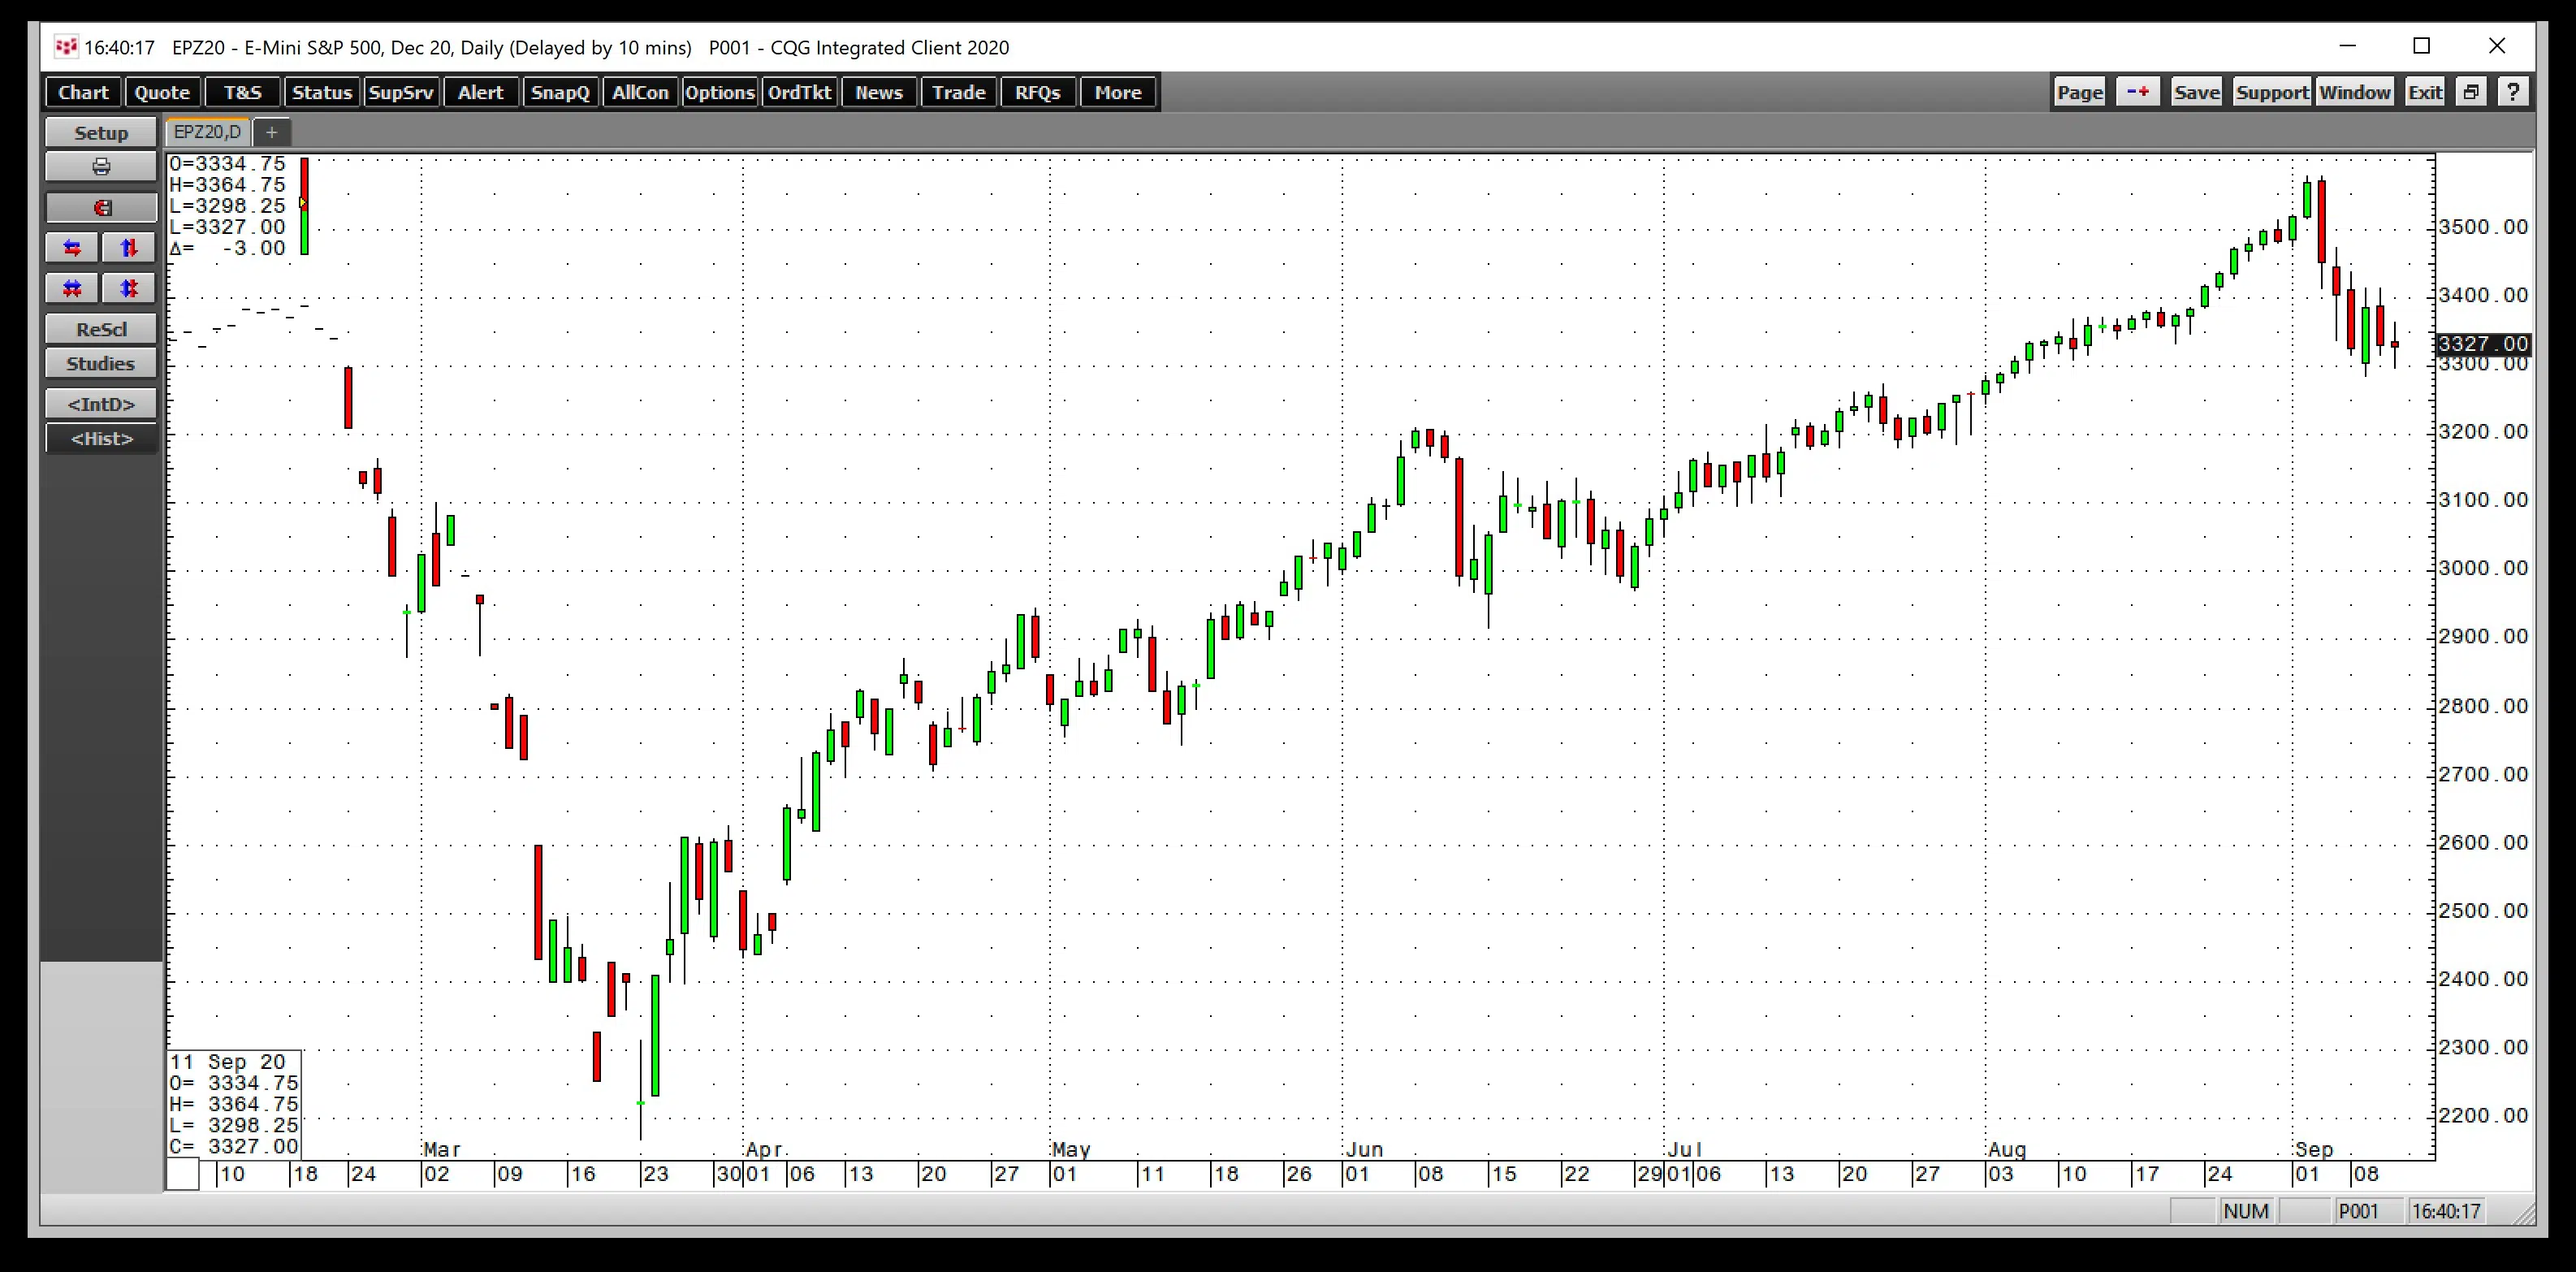 16:40:17 EPZ20 - E-Mini S&P 500, Dec 20, Daily (Delayed by 10 mins) P001 - CQG Integrated Client 2020
Chart Quote T&S Status SupSrv Alert SnapQ AllCon Options OrdTkt News Trade RFQs More Page -+ Save Support Window Exit ?
Setup
EPZ20,D +
O=3334.75
H=3364.75
L=3298.25
L=3327.00
Δ= -3.00
ReScl
Studies
<IntD>
<Hist>
3500.00
3400.00
3327.00
3300.00
3200.00
3100.00
3000.00
2900.00
2800.00
2700.00
2600.00
2500.00
2400.00
2300.00
2200.00
11 Sep 20
O= 3334.75
H= 3364.75
L= 3298.25
C= 3327.00
Mar Apr May Jun Jul Aug Sep
10 18 24 02 09 16 23 30 01 06 13 20 27 01 11 18 26 01 08 15 22 29 01 06 13 20 27 03 10 17 24 01 08
NUM P001 16:40:17